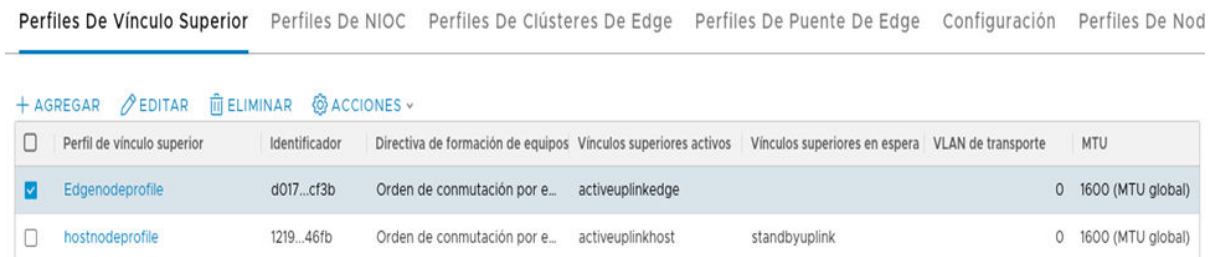 Perfiles De Vínculo Superior Perfiles De NIOC Perfiles De Clústeres De Edge Perfiles De Puente De Edge Configuración Perfiles De Nod
AGREGAR EDITAR ELIMINAR ACCIONES
Perfil de vínculo superior Identificador Directiva de formación de equipos Vínculos superiores activos Vínculos superiores en espera VLAN de transporte MTU
Edgenodeprofile d017...cf3b Orden de conmutación por e... activeuplinkedge 0 1600 (MTU global)
hostnodeprofile 1219...46fb Orden de conmutación por e... activeuplinkhost standbyuplink 0 1600 (MTU global)